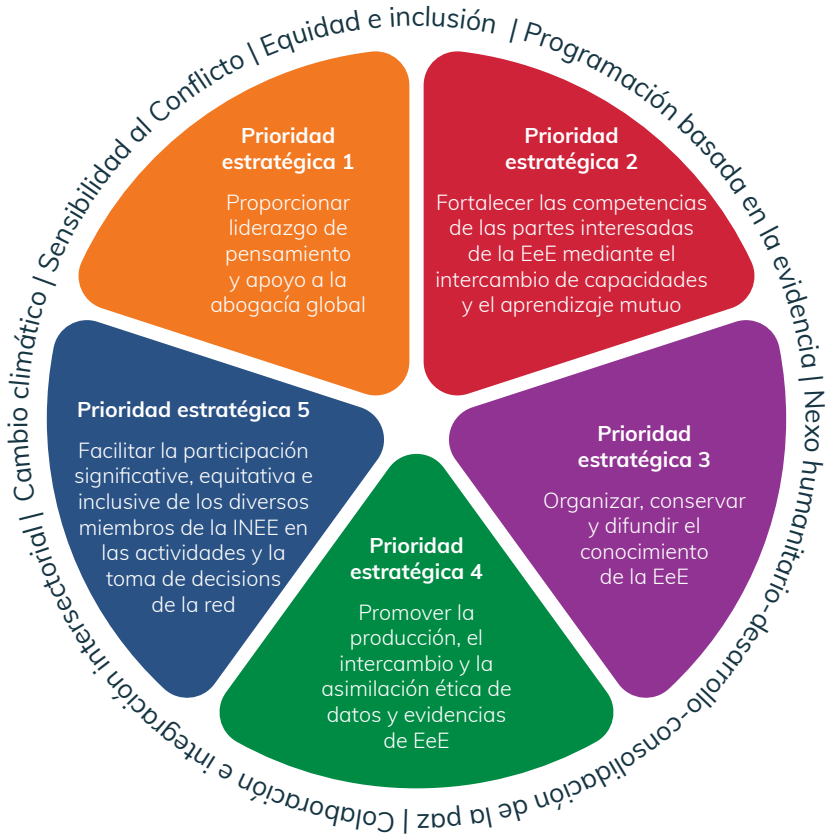 Cambio climático | Sensibilidad al Conflicto | Equidad e inclusión | Programación basada en la evidencia | Nexo humanitario-desarrollo-consolidación de la paz | Colaboración e integración intersectorial |
Prioridad
estratégica 1
Proporcionar
liderazgo de
pensamiento
y apoyo a la
abogacía global
Prioridad
estratégica 2
Fortalecer las competencias
de las partes interesadas
de la EeE mediante el
intercambio de capacidades
y el aprendizaje mutuo
Prioridad
estratégica 3
Organizar, conservar
y difundir el
conocimiento
de la EeE
Prioridad
estratégica 4
Promover la
producción, el
intercambio y la
asimilación ética de
datos y evidencias
de EeE
Prioridad estratégica 5
Facilitar la participación
significative, equitativa e
inclusive de los diversos
miembros de la INEE en
las actividades y la
toma de decisions
de la red